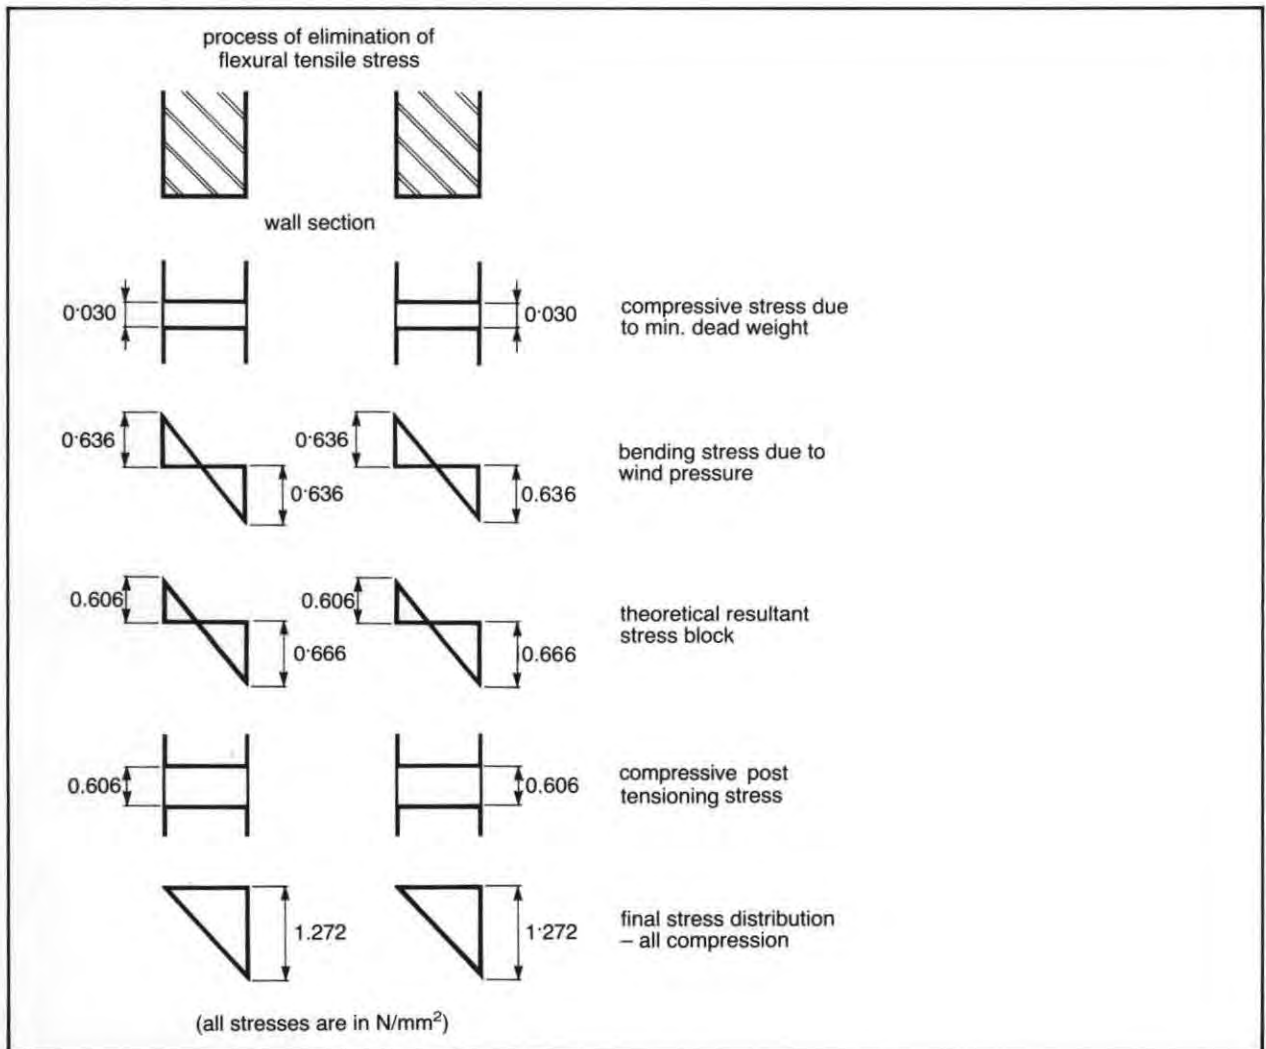 process of elimination of
flexural tensile stress
wall section
0·030
0·030
compressive stress due
to min. dead weight
0·636
0·636
0·636
0.636
bending stress due to
wind pressure
0.606
0.606
0·666
0.666
theoretical resultant
stress block
0.606
0.606
compressive post
tensioning stress
1.272
1·272
final stress distribution
– all compression
(all stresses are in N/mm²)